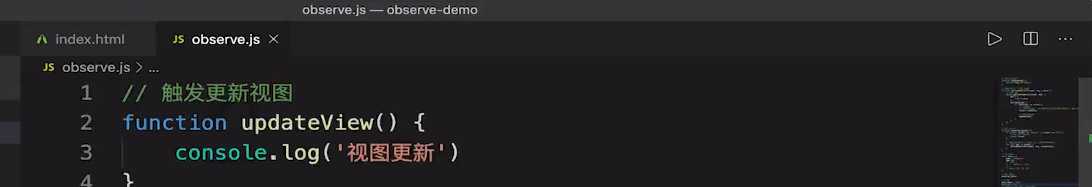 observe.js — observe-demo
index.html JS observe.js ×
JS observe.js > ...
1 // 触发更新视图
2 function updateView() {
3 console.log('视图更新')
4 }